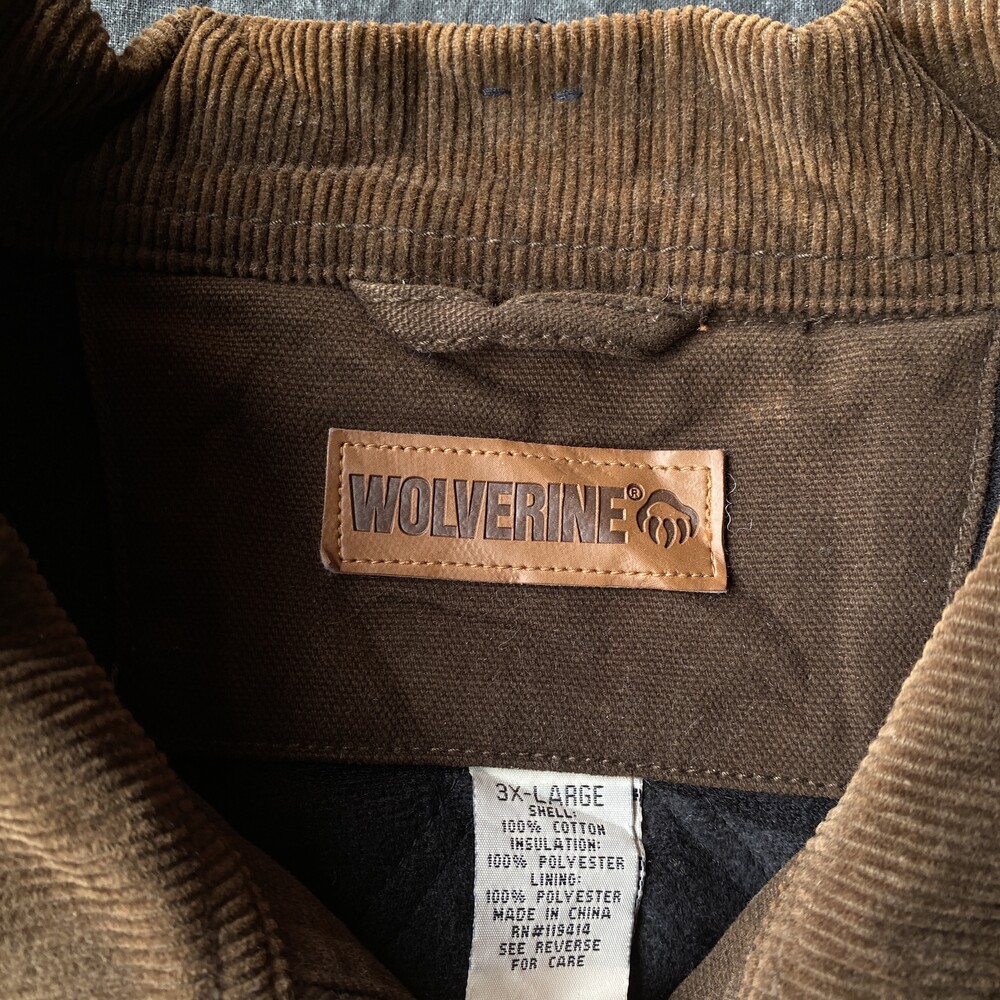 WOLVERINE®
3X-LARGE
SHELL:
100% COTTON
INSULATION:
100% POLYESTER
LINING:
100% POLYESTER
MADE IN CHINA
RN#119414
SEE REVERSE
FOR CARE